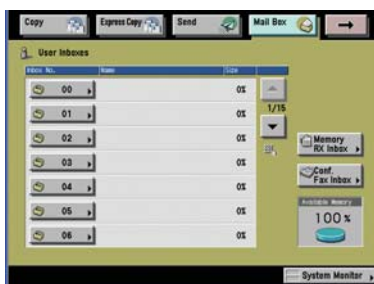 Copy
Express Copy
Send
Mail Box
User Inboxes
Inbox No.
Name
Size
00
0%
01
0%
02
0%
03
0%
04
0%
05
0%
06
0%
1/15
Memory
RX Inbox
Conf.
Fax Inbox
Available Memory
100 %
System Monitor